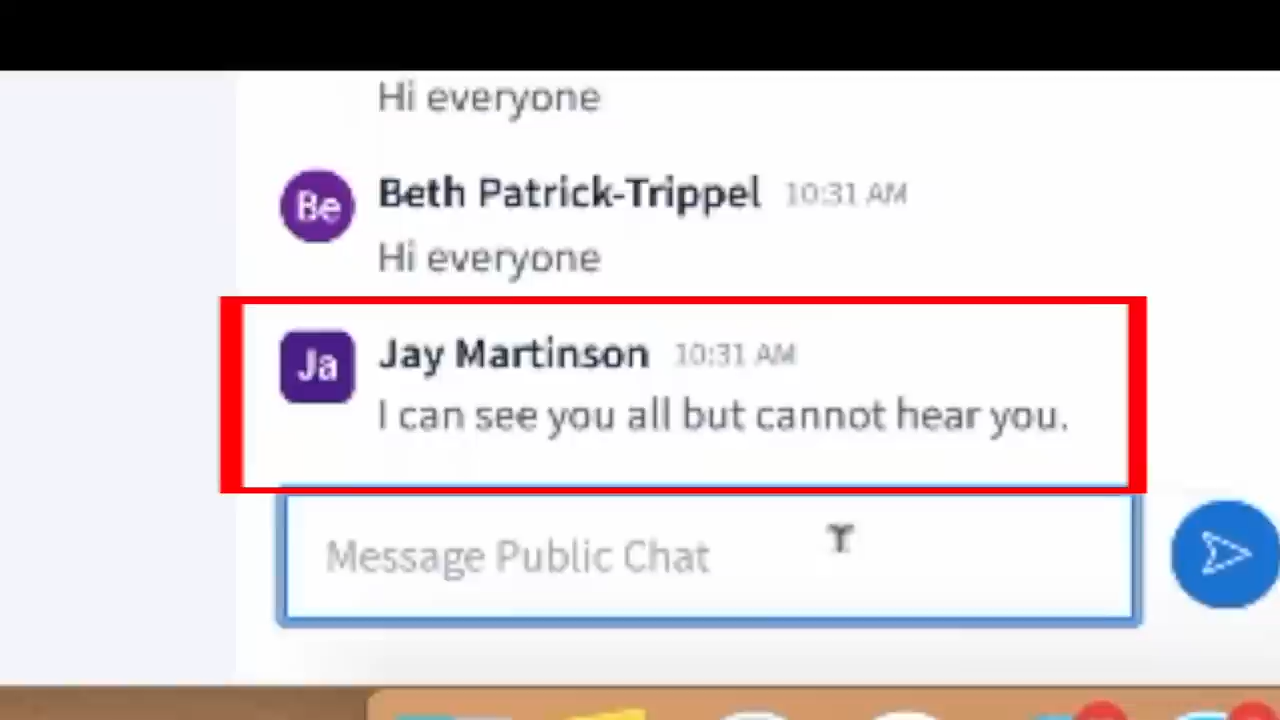 Hi everyone
Be
Beth Patrick-Trippel 10:31 AM
Hi everyone
Ja
Jay Martinson 10:31 AM
I can see you all but cannot hear you.
Message Public Chat